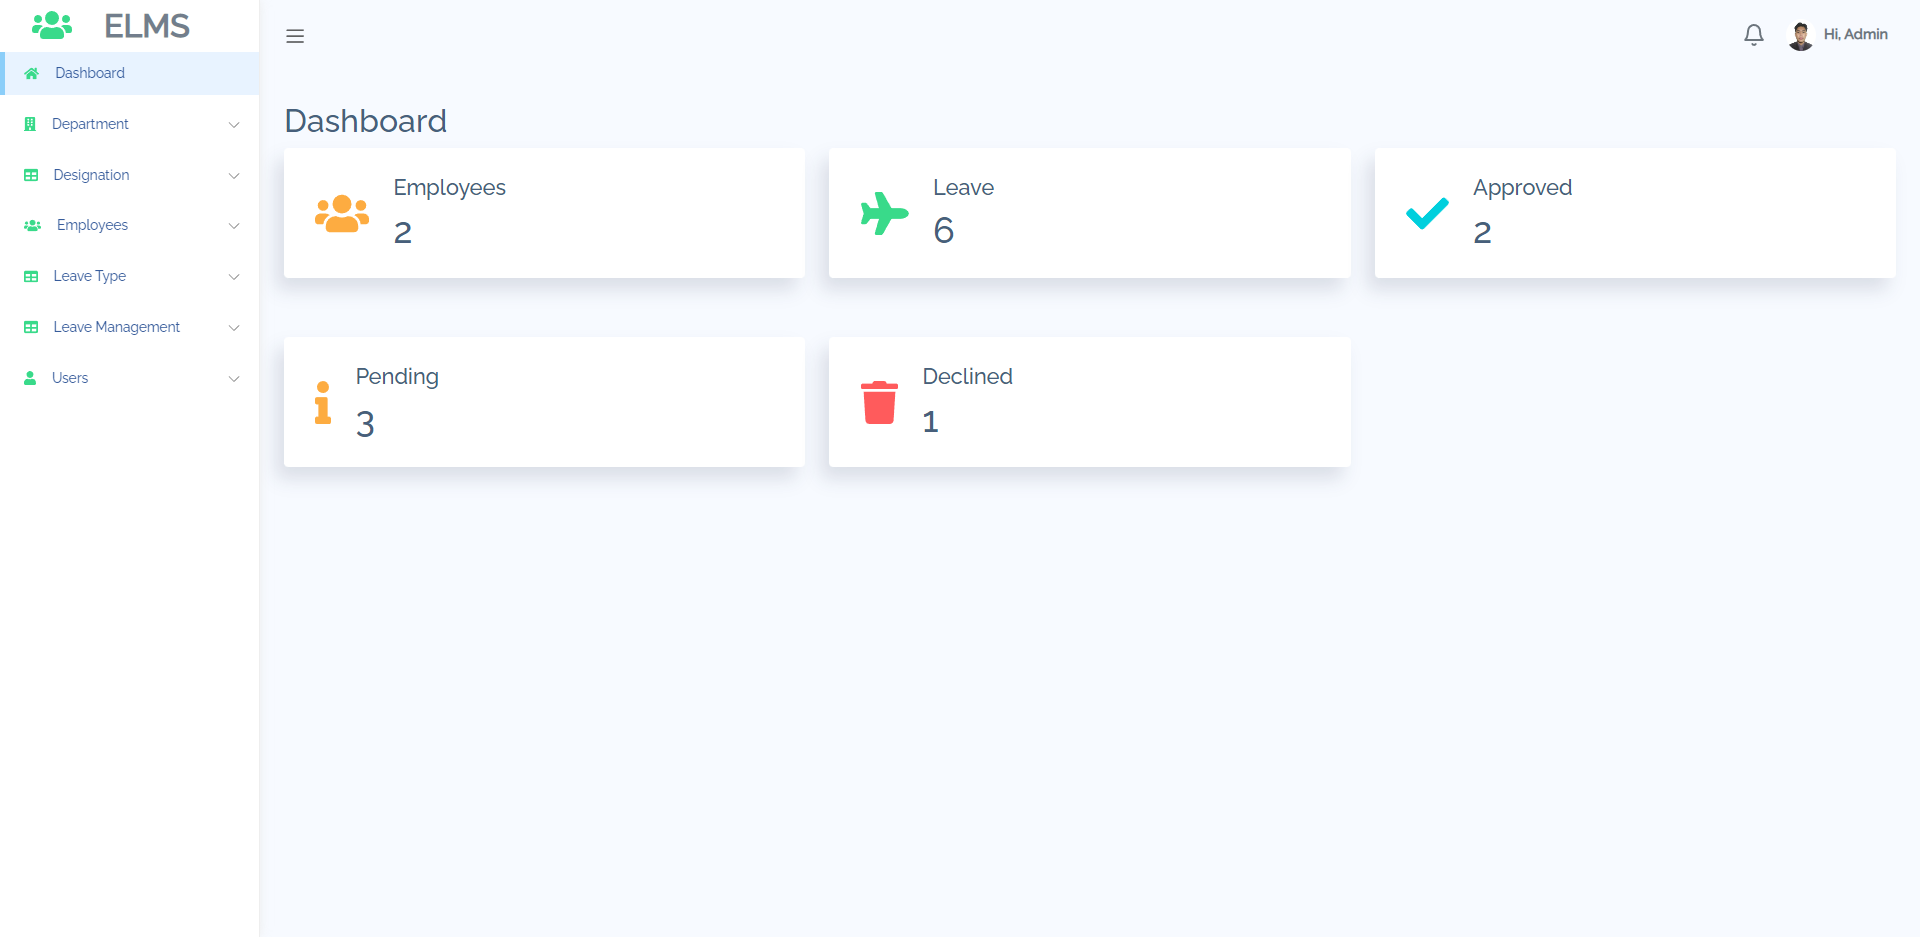 ELMS
Hi, Admin
Dashboard
Department
Designation
Employees
Leave Type
Leave Management
Users
Dashboard
Employees
2
Leave
6
Approved
2
Pending
3
Declined
1